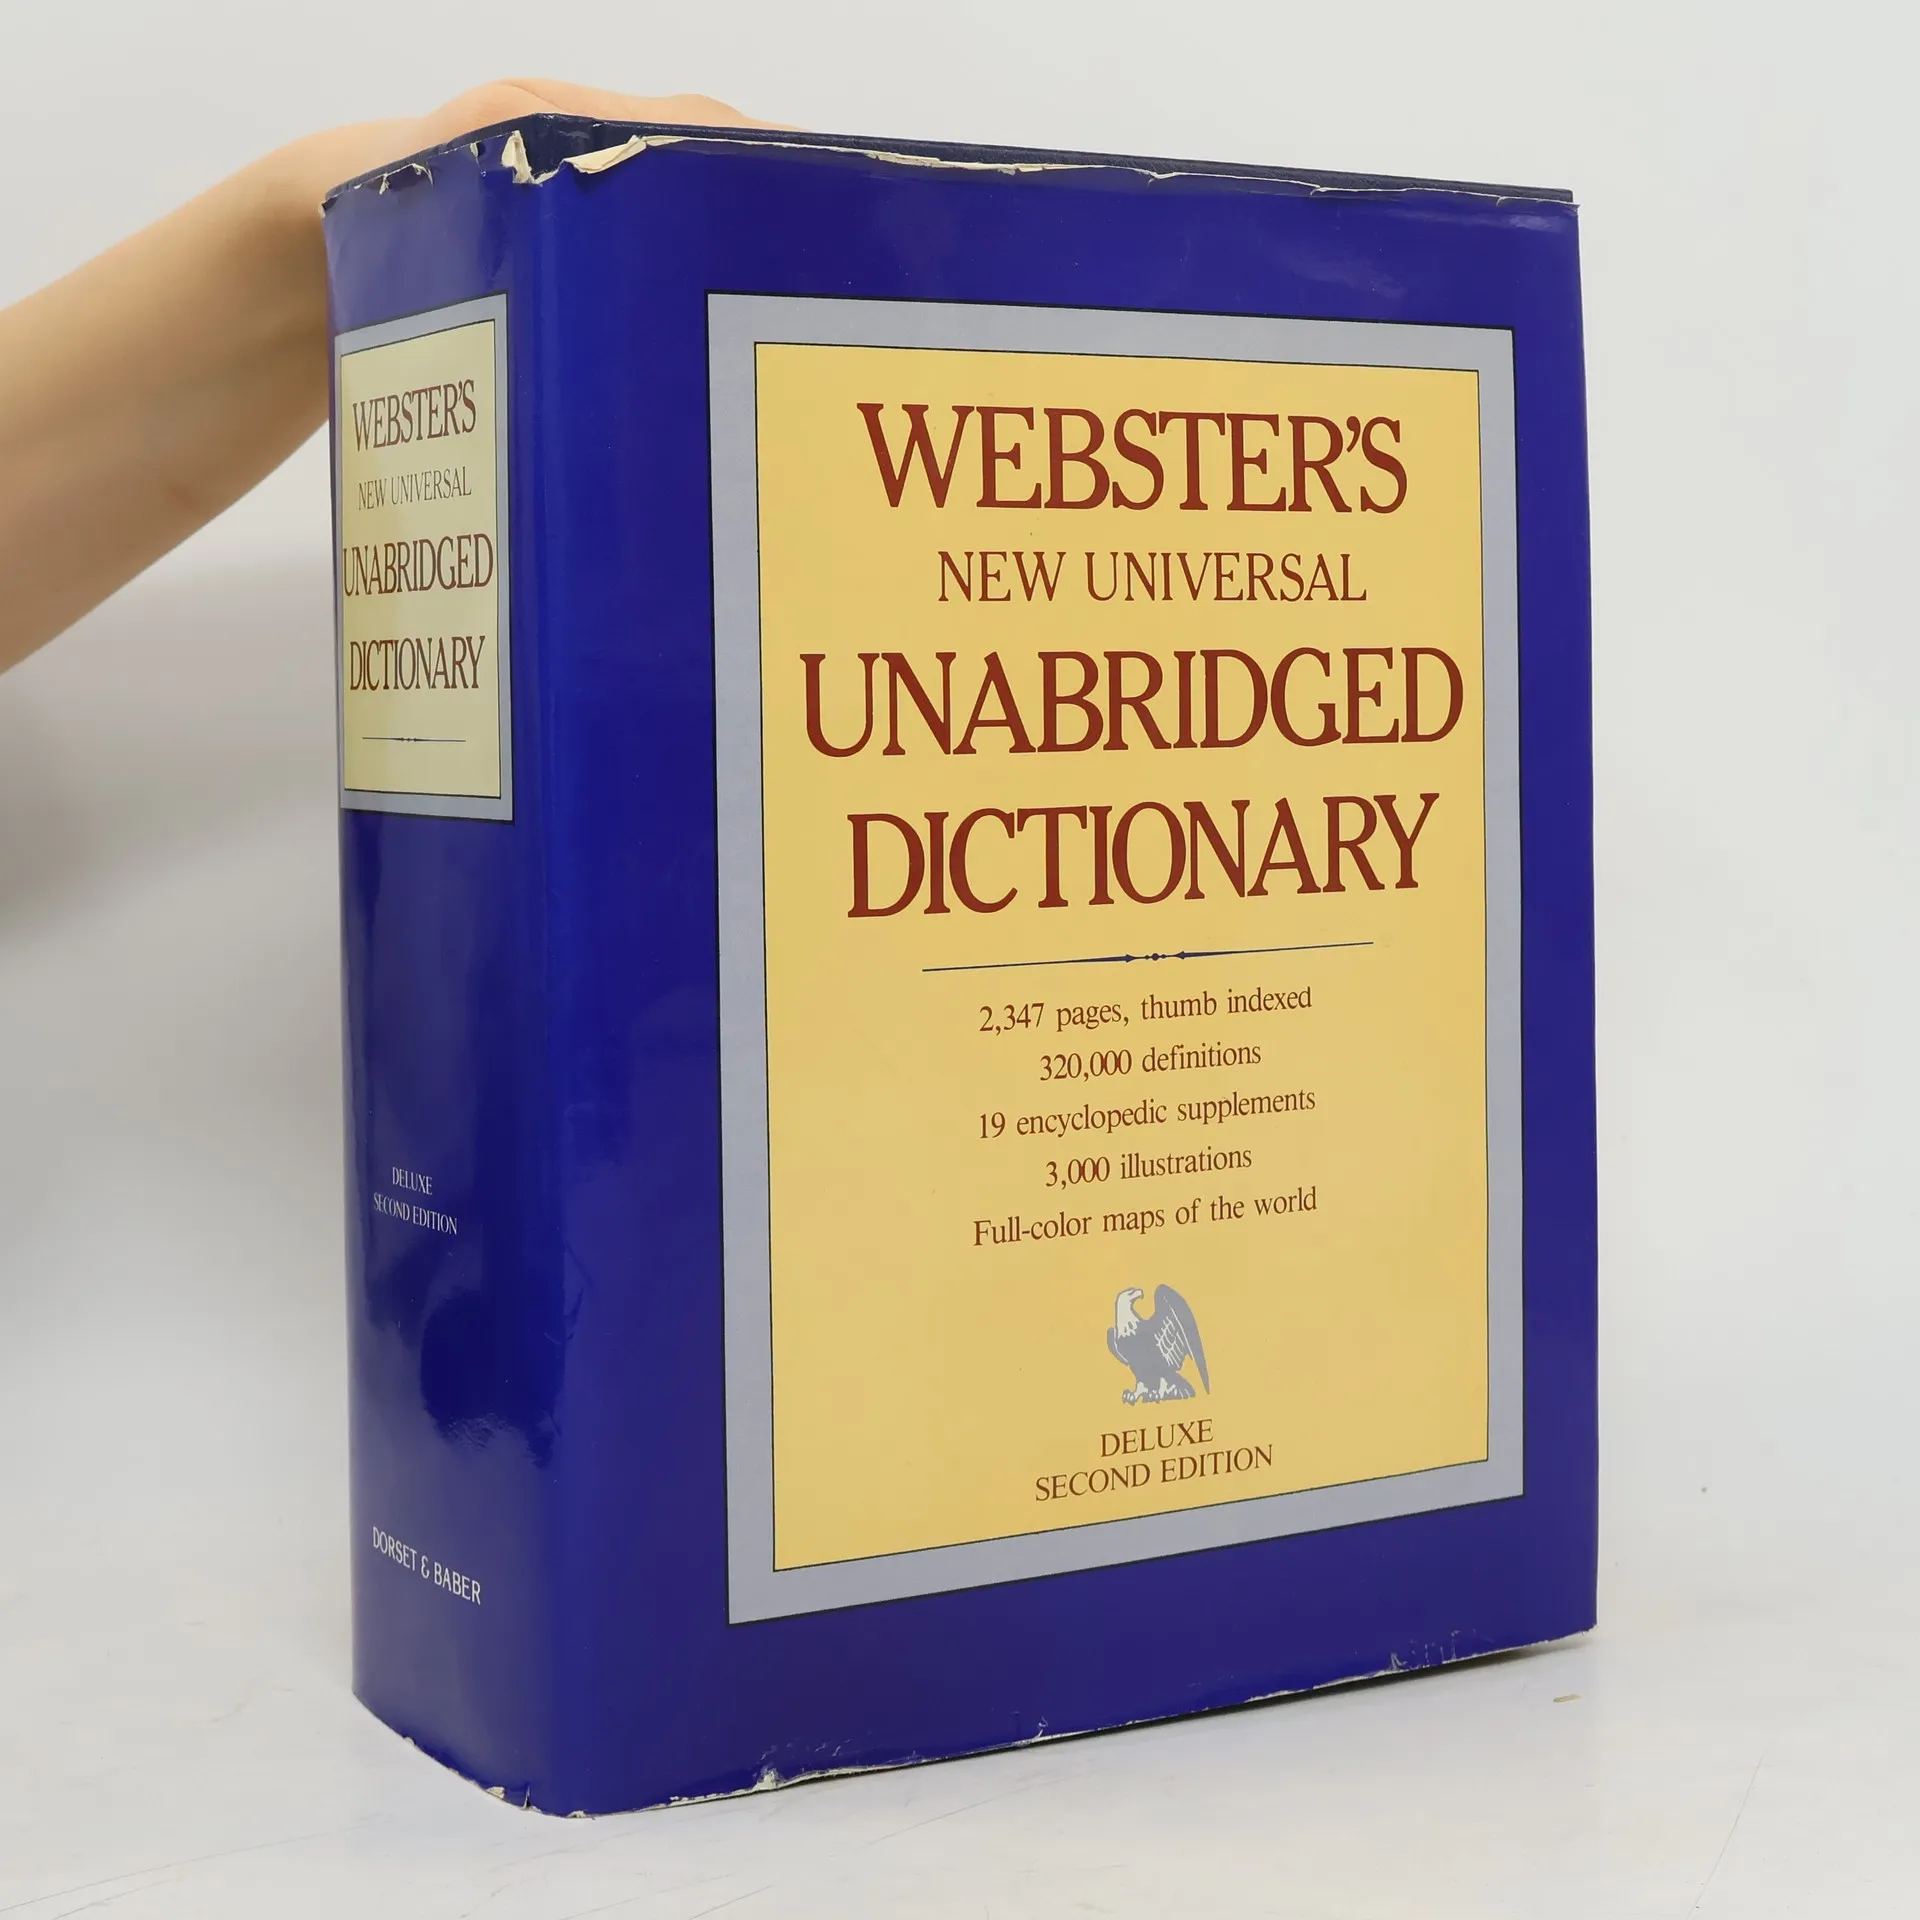 WEBSTER'S
NEW UNIVERSAL
UNABRIDGED
DICTIONARY
DELUXE
SECOND EDITION
DORSET & BABER
WEBSTER'S
NEW UNIVERSAL
UNABRIDGED
DICTIONARY
2,347 pages, thumb indexed
320,000 definitions
19 encyclopedic supplements
3,000 illustrations
Full-color maps of the world
DELUXE
SECOND EDITION